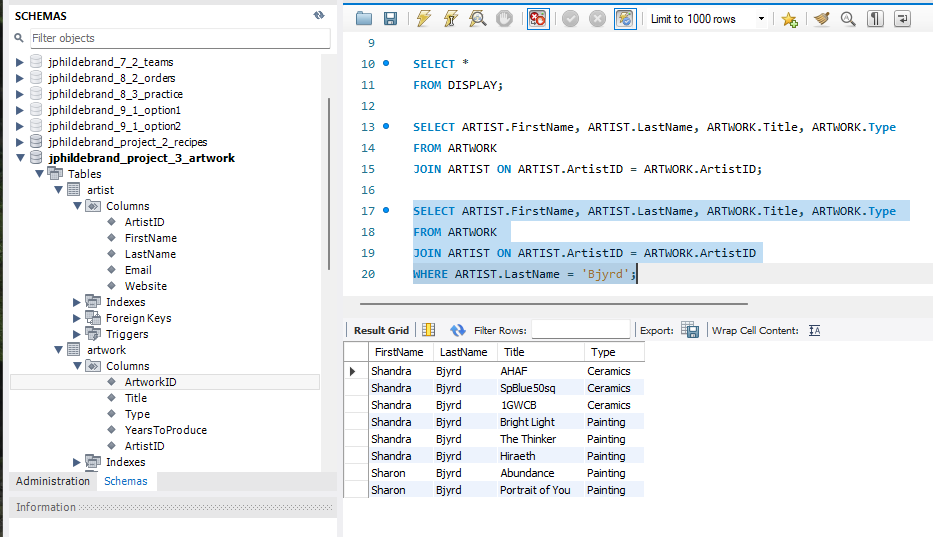 SCHEMAS
Filter objects
jphildebrand_7_2_teams
jphildebrand_8_2_orders
jphildebrand_8_3_practice
jphildebrand_9_1_option1
jphildebrand_9_1_option2
jphildebrand_project_2_recipes
jphildebrand_project_3_artwork
Tables
artist
Columns
ArtistID
FirstName
LastName
Email
Website
Indexes
Foreign Keys
Triggers
artwork
Columns
ArtworkID
Title
Type
YearsToProduce
ArtistID
Indexes
Administration Schemas
Information
Limit to 1000 rows
9
10 SELECT *
11 FROM DISPLAY;
12
13 SELECT ARTIST.FirstName, ARTIST.LastName, ARTWORK.Title, ARTWORK.Type
14 FROM ARTWORK
15 JOIN ARTIST ON ARTIST.ArtistID = ARTWORK.ArtistID;
16
17 SELECT ARTIST.FirstName, ARTIST.LastName, ARTWORK.Title, ARTWORK.Type
18 FROM ARTWORK
19 JOIN ARTIST ON ARTIST.ArtistID = ARTWORK.ArtistID
20 WHERE ARTIST.LastName = 'Bjyrd';
Result Grid Filter Rows: Export: Wrap Cell Content: IA
FirstName LastName Title Type
Shandra Bjyrd AHAF Ceramics
Shandra Bjyrd SpBlue50sq Ceramics
Shandra Bjyrd 1GWCB Ceramics
Shandra Bjyrd Bright Light Painting
Shandra Bjyrd The Thinker Painting
Shandra Bjyrd Hiraeth Painting
Sharon Bjyrd Abundance Painting
Sharon Bjyrd Portrait of You Painting